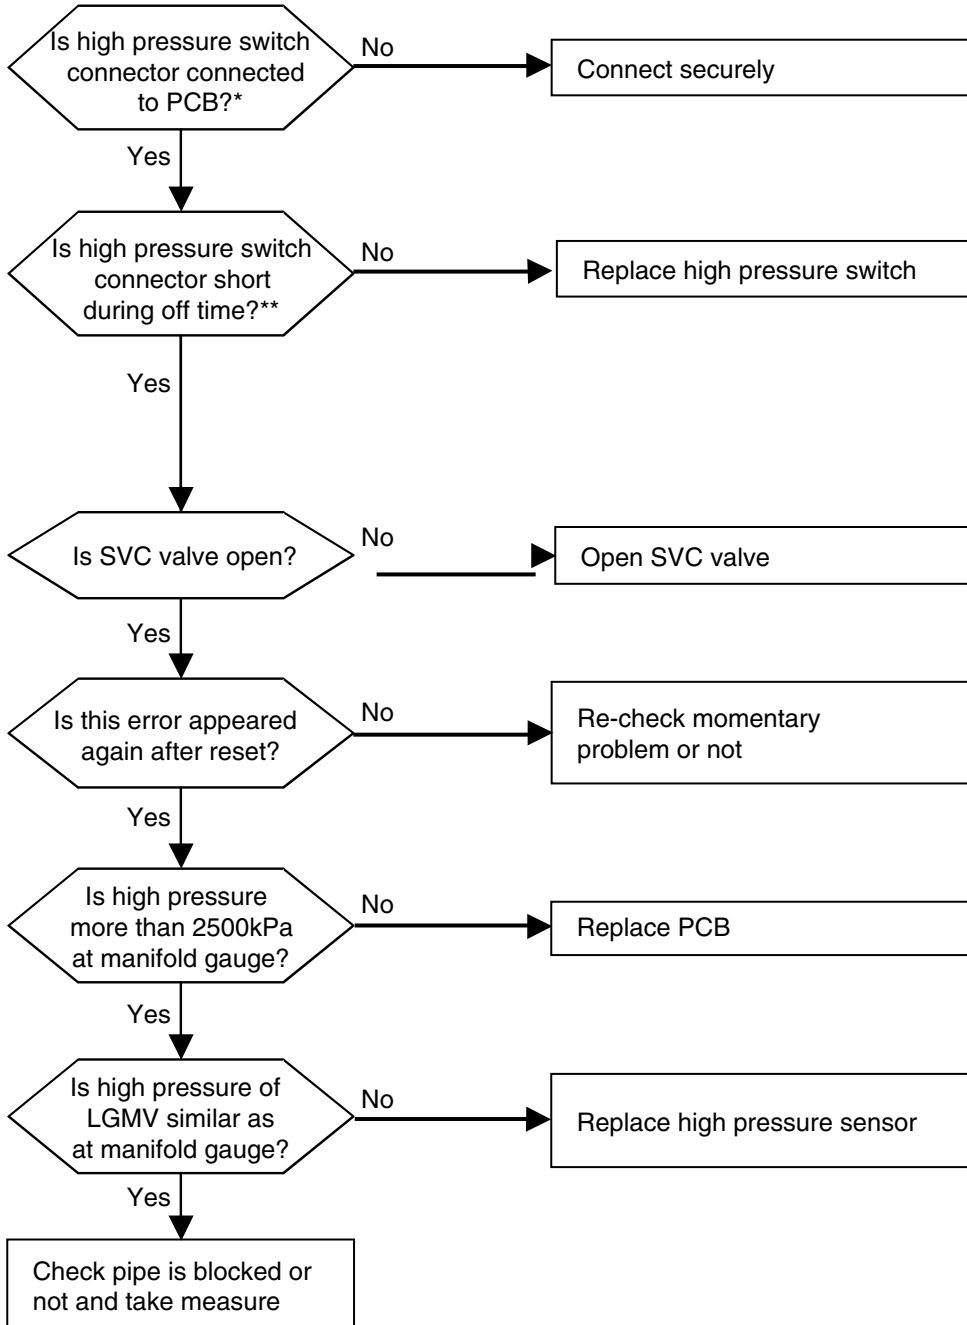 Is high pressure switch
connector connected
to PCB?*
No
Connect securely
Yes
Is high pressure switch
connector short
during off time?**
No
Replace high pressure switch
Yes
Is SVC valve open?
No
Open SVC valve
Yes
Is this error appeared
again after reset?
No
Re-check momentary
problem or not
Yes
Is high pressure
more than 2500kPa
at manifold gauge?
No
Replace PCB
Yes
Is high pressure of
LGMV similar as
at manifold gauge?
No
Replace high pressure sensor
Yes
Check pipe is blocked or
not and take measure